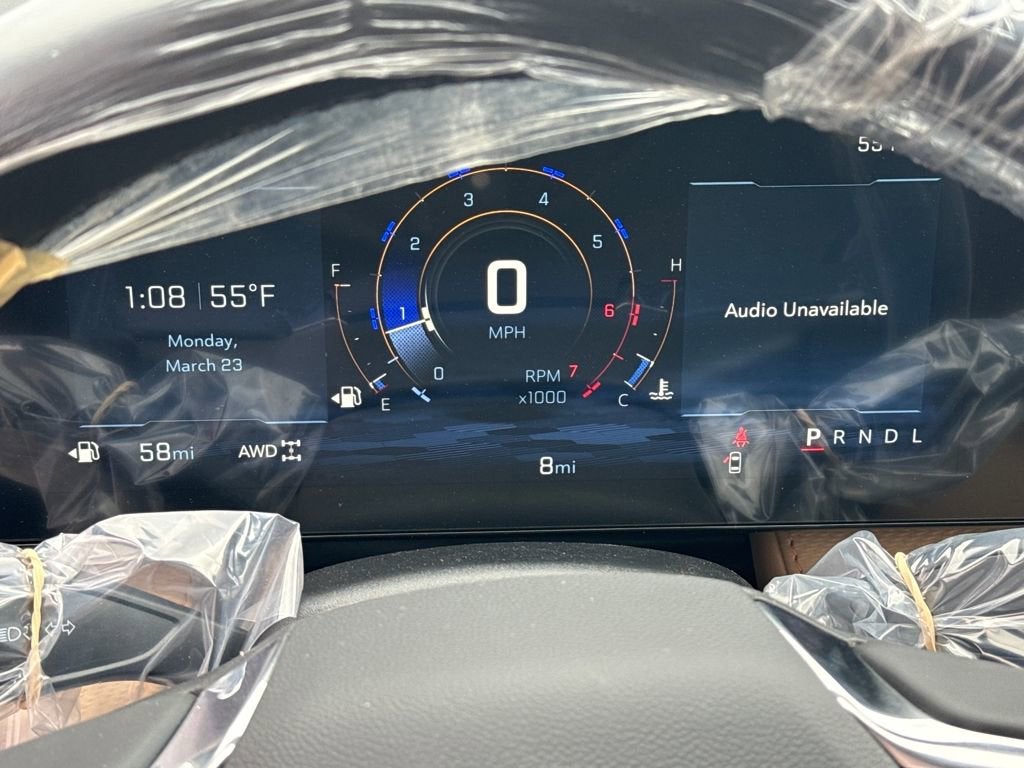 1:08 55°F
Monday,
March 23
58mi
AWD
F
E
0
1
2
3
4
5
6
7
0
MPH
RPM
x1000
H
C
8mi
Audio Unavailable
P R N D L